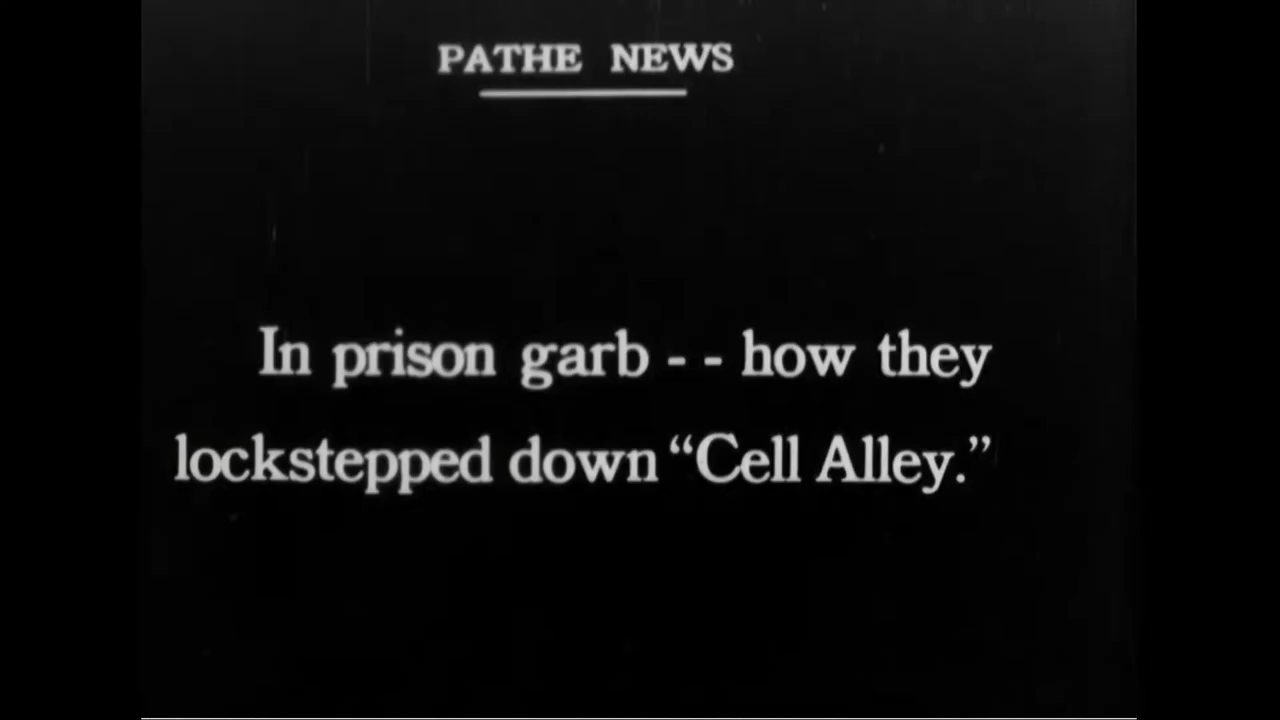 PATHE NEWS
In prison garb - - how they
lockstepped down “Cell Alley.”